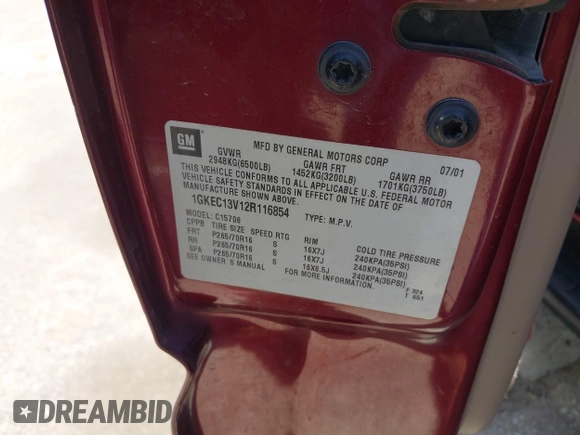 GM
MFD BY GENERAL MOTORS CORP 07/01
GVWR GAWR FRT GAWR RR
2948KG(6500LB) 1452KG(3200LB) 1701KG(3750LB)
THIS VEHICLE CONFORMS TO ALL APPLICABLE U.S. FEDERAL MOTOR
VEHICLE SAFETY STANDARDS IN EFFECT ON THE DATE OF
MANUFACTURE SHOWN ABOVE.
1GKEC13V12R116854 TYPE: M.P.V.
MODEL: C15706
CPPB TIRE SIZE SPEED RTG RIM COLD TIRE PRESSURE
FRT P265/70R16 S 16X7J 240KPA(35PSI)
RR P265/70R16 S 16X7J 240KPA(35PSI)
SPA P265/70R16 S 16X6.5J 240KPA(35PSI)
SEE OWNER'S MANUAL FOR MORE INFORMATION.
F 324
T 651
DREAMBID